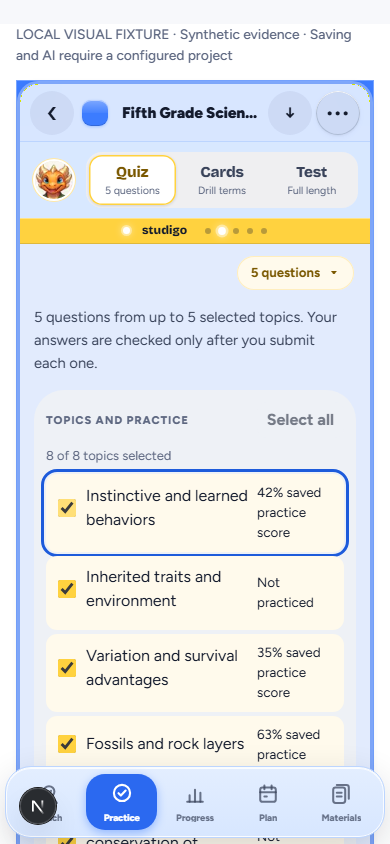 LOCAL VISUAL FIXTURE · Synthetic evidence · Saving
and AI require a configured project
Fifth Grade Scien...
Quiz
5 questions
Cards
Drill terms
Test
Full length
studigo
5 questions
5 questions from up to 5 selected topics. Your
answers are checked only after you submit
each one.
TOPICS AND PRACTICE
Select all
8 of 8 topics selected
Instinctive and learned
behaviors
42% saved
practice
score
Inherited traits and
environment
Not
practiced
Variation and survival
advantages
35% saved
practice
score
Fossils and rock layers
63% saved
practice
N
Practice
Progress
Plan
Materials